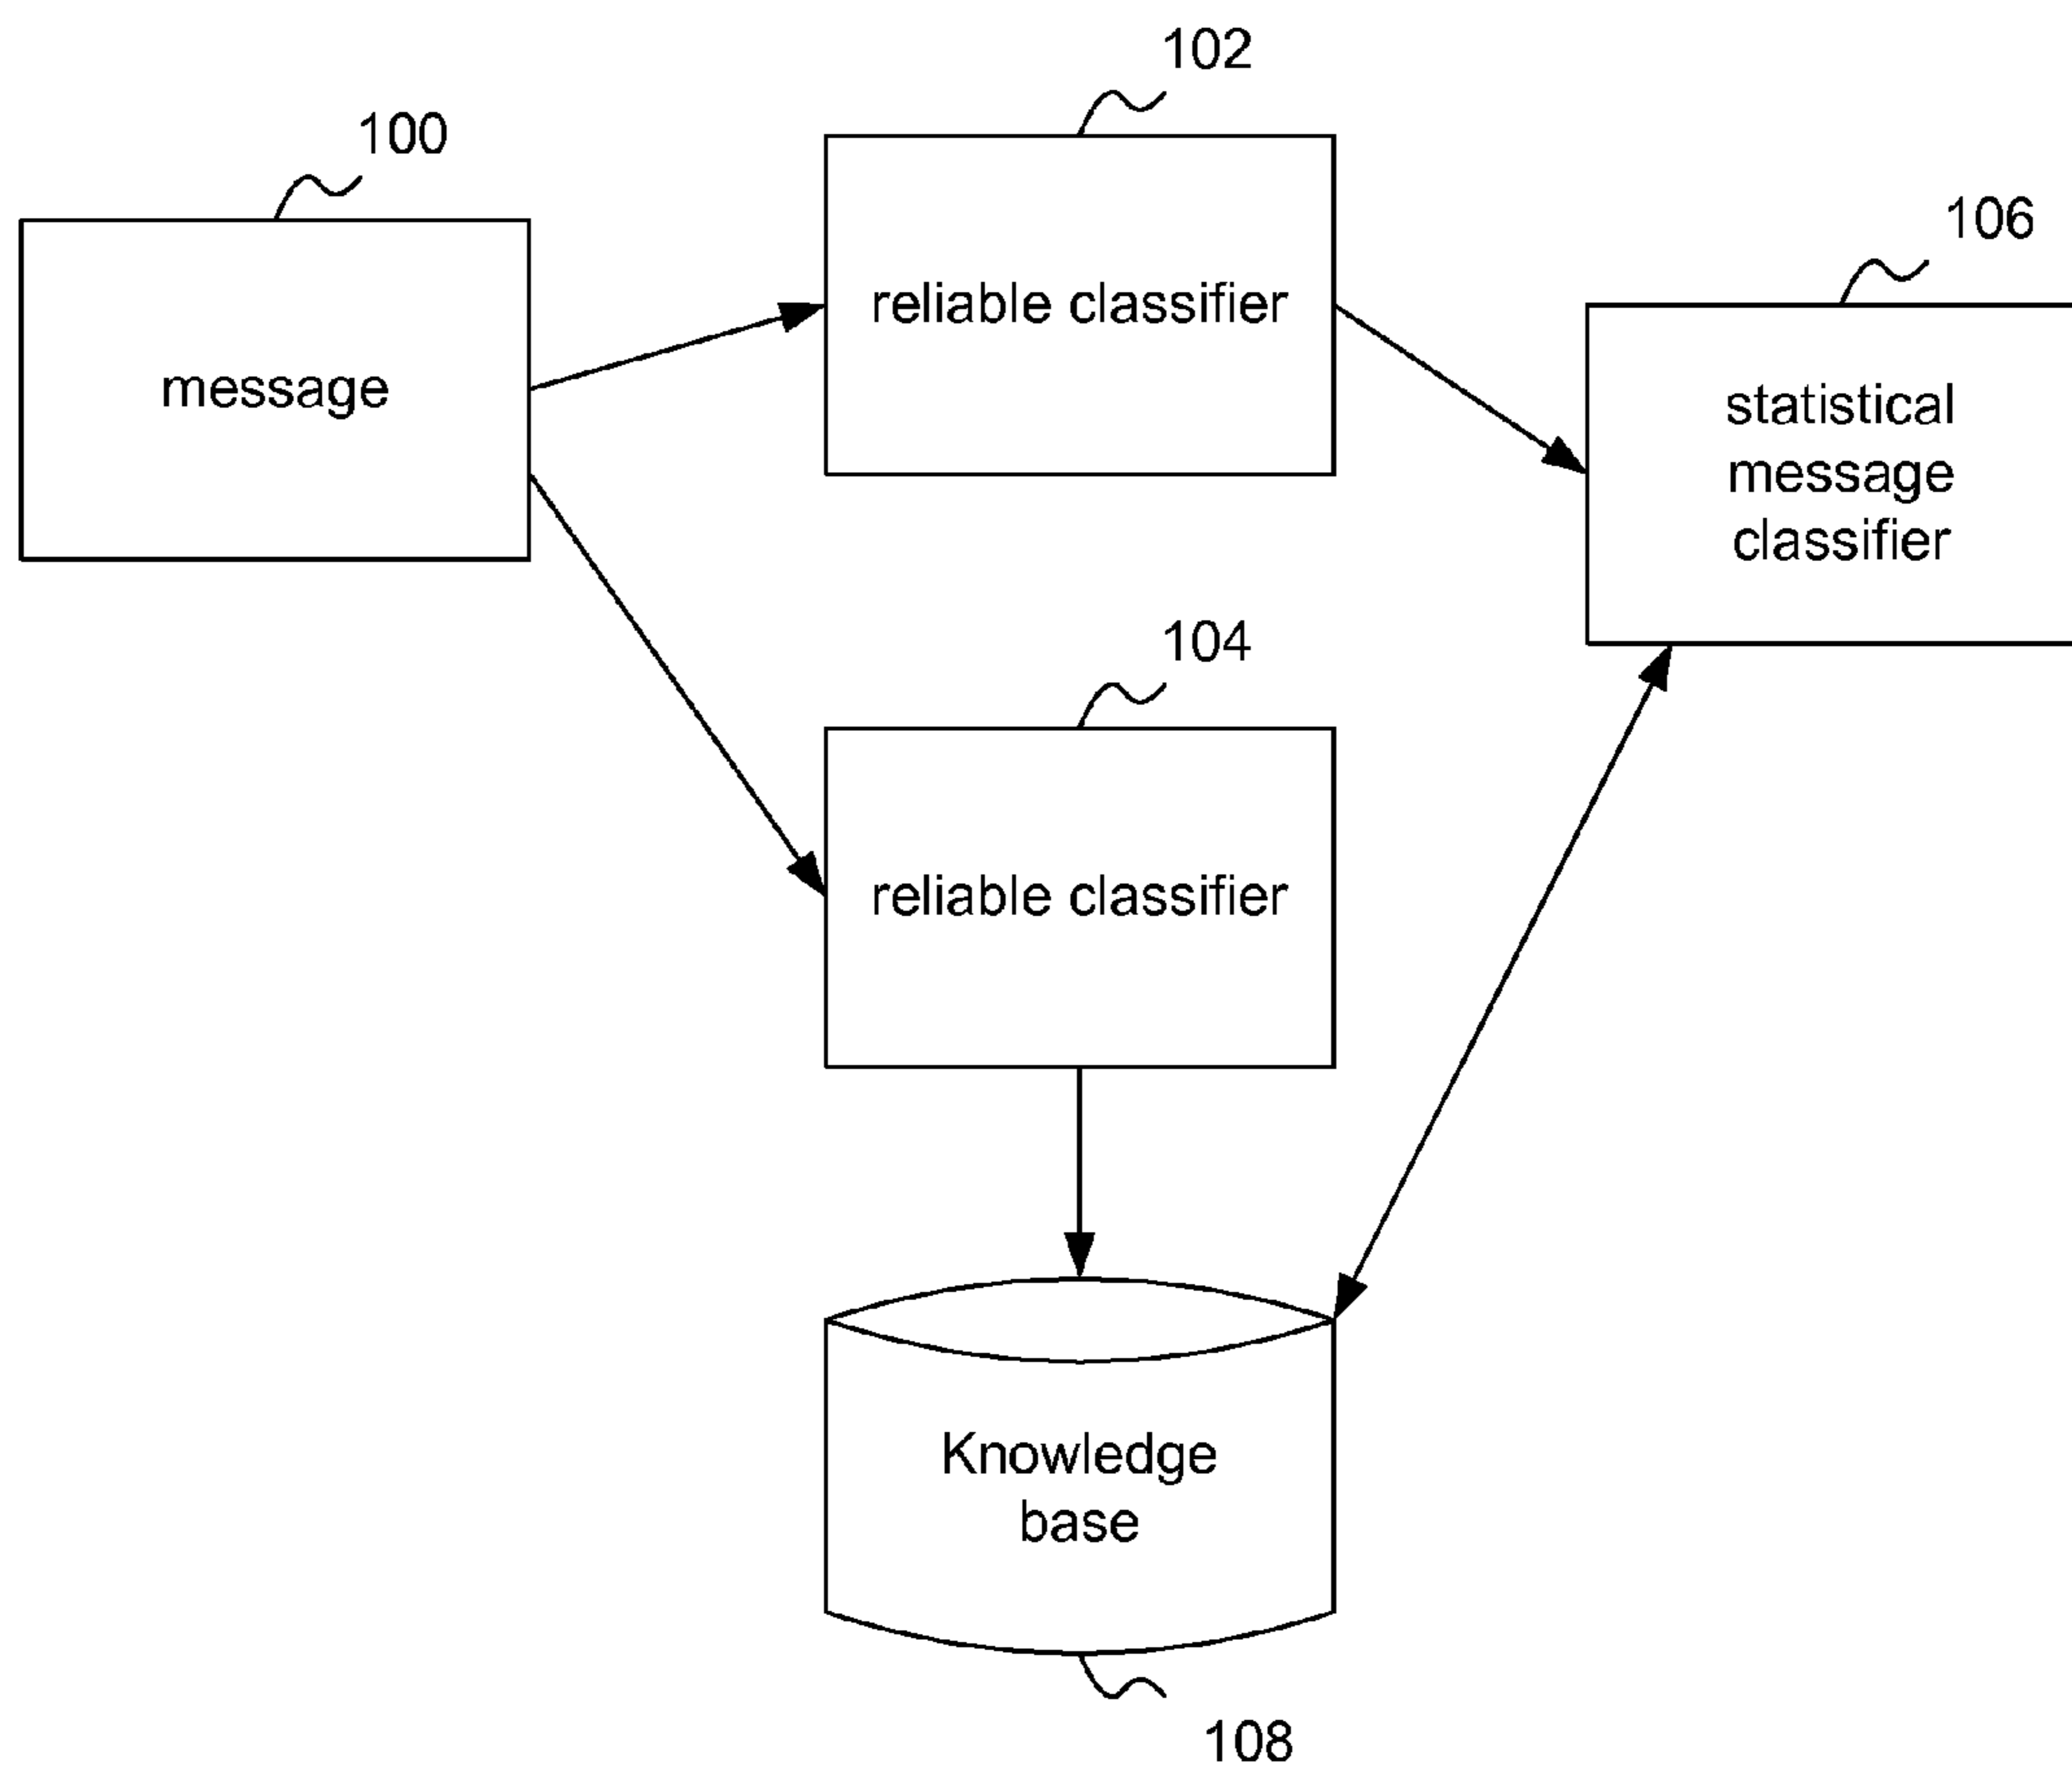 102
100
106
reliable classifier
message
statistical
message
classifier
104
reliable classifier
Knowledge
base
108